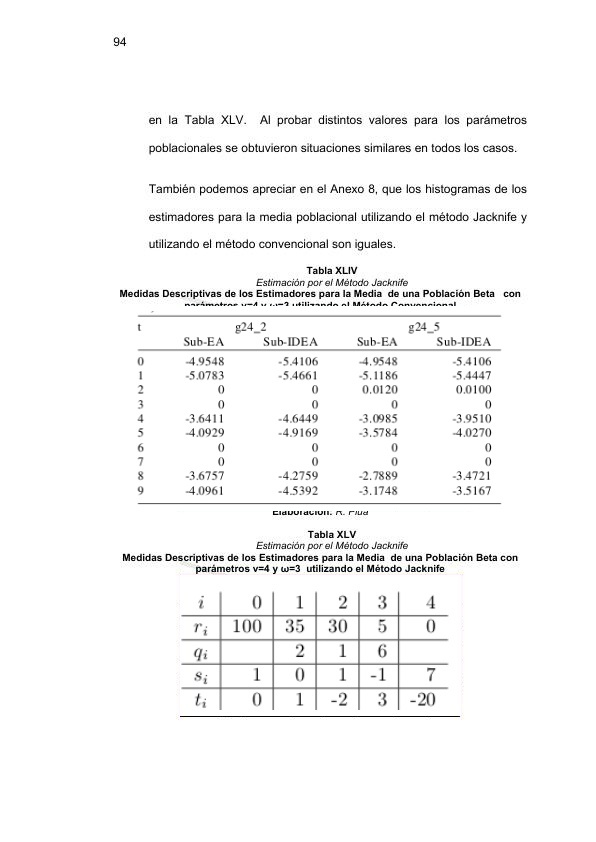 94
en la Tabla XLV. Al probar distintos valores para los parámetros
poblacionales se obtuvieron situaciones similares en todos los casos.
También podemos apreciar en el Anexo 8, que los histogramas de los
estimadores para la media poblacional utilizando el método Jacknife y
utilizando el método convencional son iguales.
Tabla XLIV
Estimación por el Método Jacknife
Medidas Descriptivas de los Estimadores para la Media de una Población Beta con
parámetros v=4 y ω=3 utilizando el Método Convencional
t g24_2 g24_5
Sub-EA Sub-IDEA Sub-EA Sub-IDEA
0 -4.9548 -5.4106 -4.9548 -5.4106
1 -5.0783 -5.4661 -5.1186 -5.4447
2 0 0 0.0120 0.0100
3 0 0 0 0
4 -3.6411 -4.6449 -3.0985 -3.9510
5 -4.0929 -4.9169 -3.5784 -4.0270
6 0 0 0 0
7 0 0 0 0
8 -3.6757 -4.2759 -2.7889 -3.4721
9 -4.0961 -4.5392 -3.1748 -3.5167
Elaboración: R. Plúa
Tabla XLV
Estimación por el Método Jacknife
Medidas Descriptivas de los Estimadores para la Media de una Población Beta con
parámetros v=4 y ω=3 utilizando el Método Jacknife
i 0 1 2 3 4
ri 100 35 30 5 0
qi 2 1 6
si 1 0 1 -1 7
ti 0 1 -2 3 -20